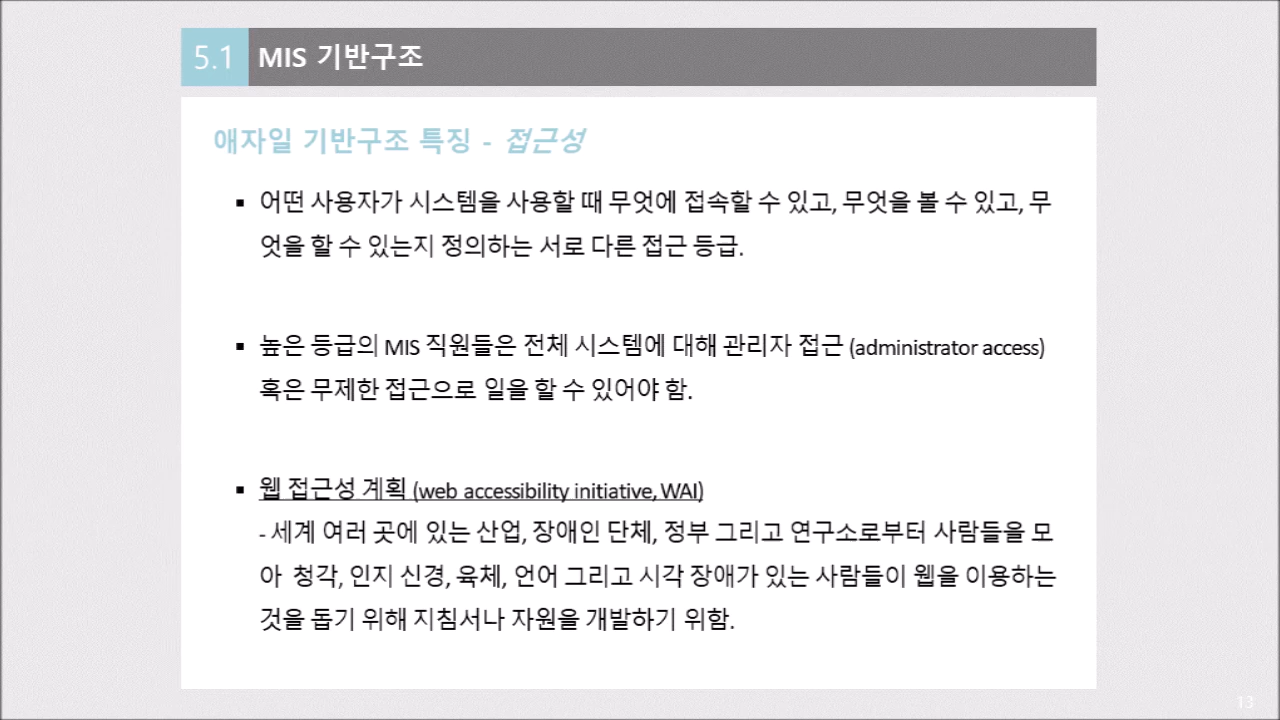 5.1 MIS 기반구조
애자일 기반구조 특징 - 접근성
▪ 어떤 사용자가 시스템을 사용할 때 무엇에 접속할 수 있고, 무엇을 볼 수 있고, 무
엇을 할 수 있는지 정의하는 서로 다른 접근 등급.
▪ 높은 등급의 MIS 직원들은 전체 시스템에 대해 관리자 접근 (administrator access)
혹은 무제한 접근으로 일을 할 수 있어야 함.
▪ 웹 접근성 계획 (web accessibility initiative, WAI)
- 세계 여러 곳에 있는 산업, 장애인 단체, 정부 그리고 연구소로부터 사람들을 모
아 청각, 인지 신경, 육체, 언어 그리고 시각 장애가 있는 사람들이 웹을 이용하는
것을 돕기 위해 지침서나 자원을 개발하기 위함.
13